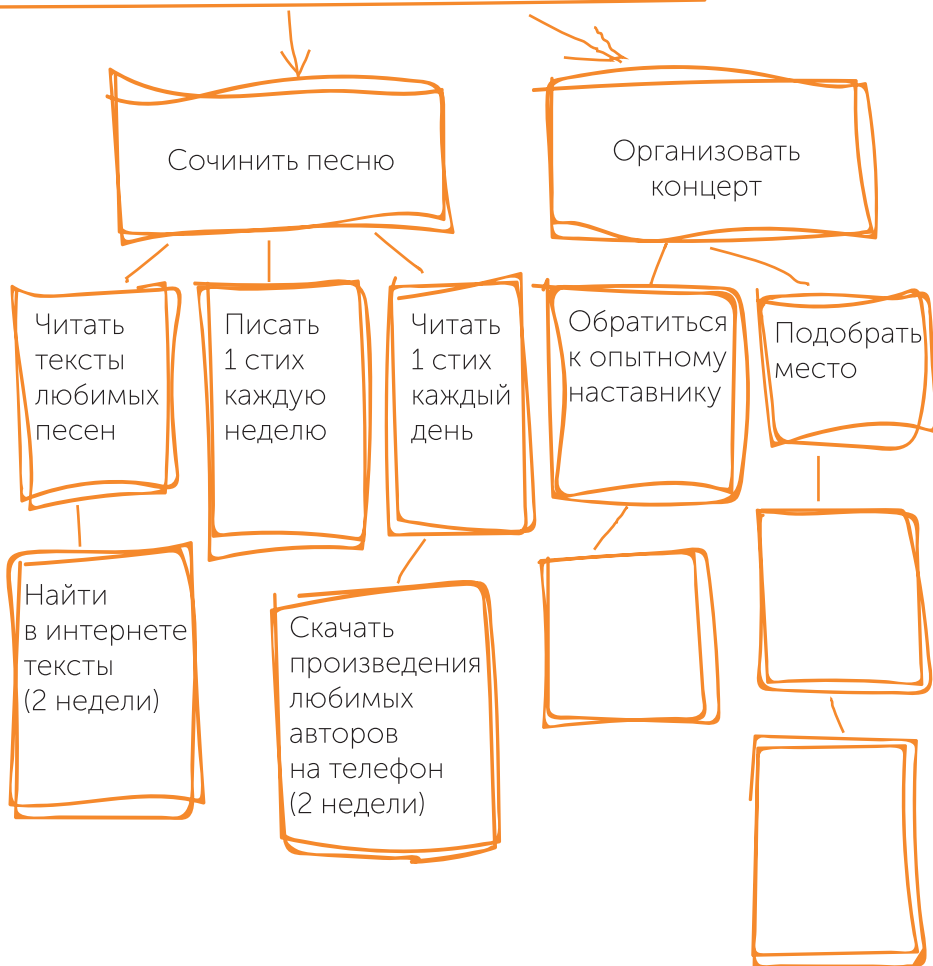 Сочинить песню
Организовать
концерт
Читать
тексты
любимых
песен
Писать
1 стих
каждую
неделю
Читать
1 стих
каждый
день
Обратиться
к опытному
наставнику
Подобрать
место
Найти
в интернете
тексты
(2 недели)
Скачать
произведения
любимых
авторов
на телефон
(2 недели)